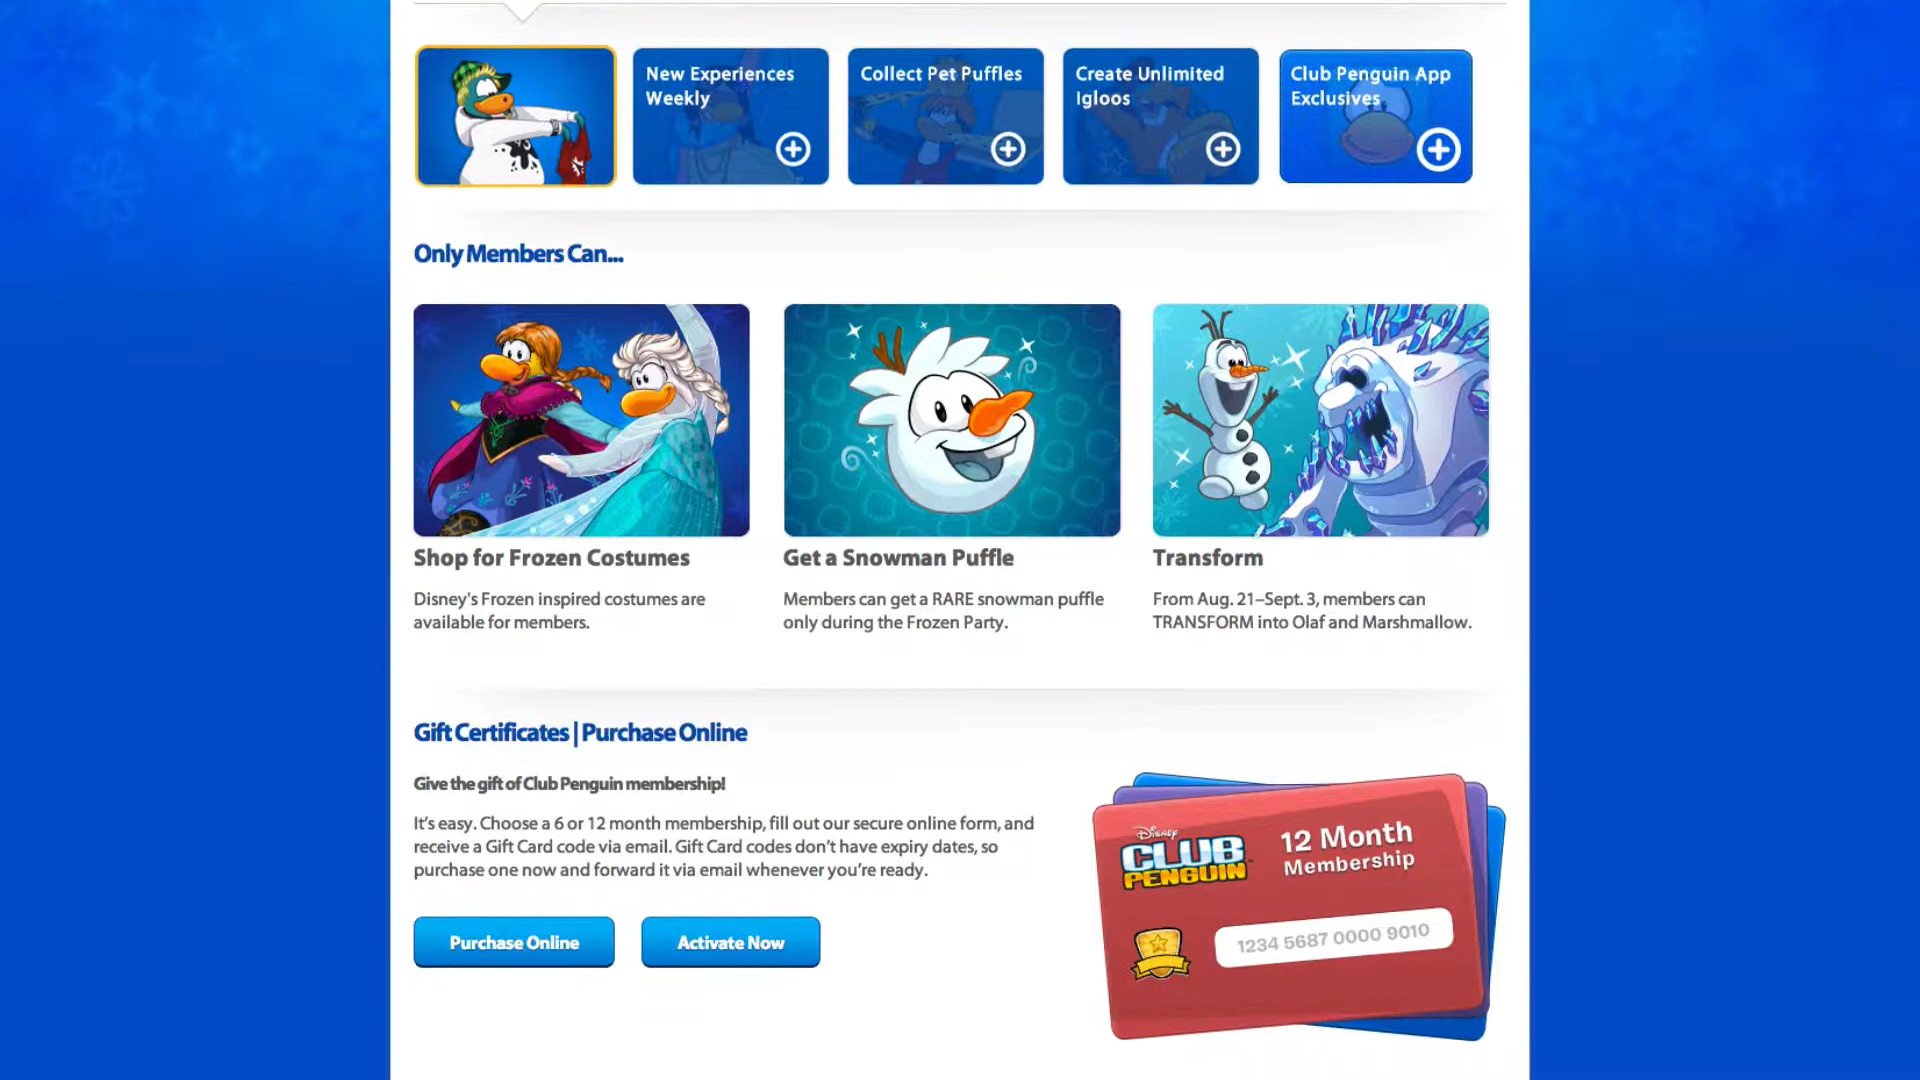 New Experiences
Weekly
Collect Pet Puffles
Create Unlimited
Igloos
Club Penguin App
Exclusives
Only Members Can...
Shop for Frozen Costumes
Disney's Frozen inspired costumes are
available for members.
Get a Snowman Puffle
Members can get a RARE snowman puffle
only during the Frozen Party.
Transform
From Aug. 21–Sept. 3, members can
TRANSFORM into Olaf and Marshmallow.
Gift Certificates | Purchase Online
Give the gift of Club Penguin membership!
It's easy. Choose a 6 or 12 month membership, fill out our secure online form, and
receive a Gift Card code via email. Gift Card codes don't have expiry dates, so
purchase one now and forward it via email whenever you're ready.
Purchase Online
Activate Now
Disney
CLUB
PENGUIN
12 Month
Membership
1234 5687 0000 9010